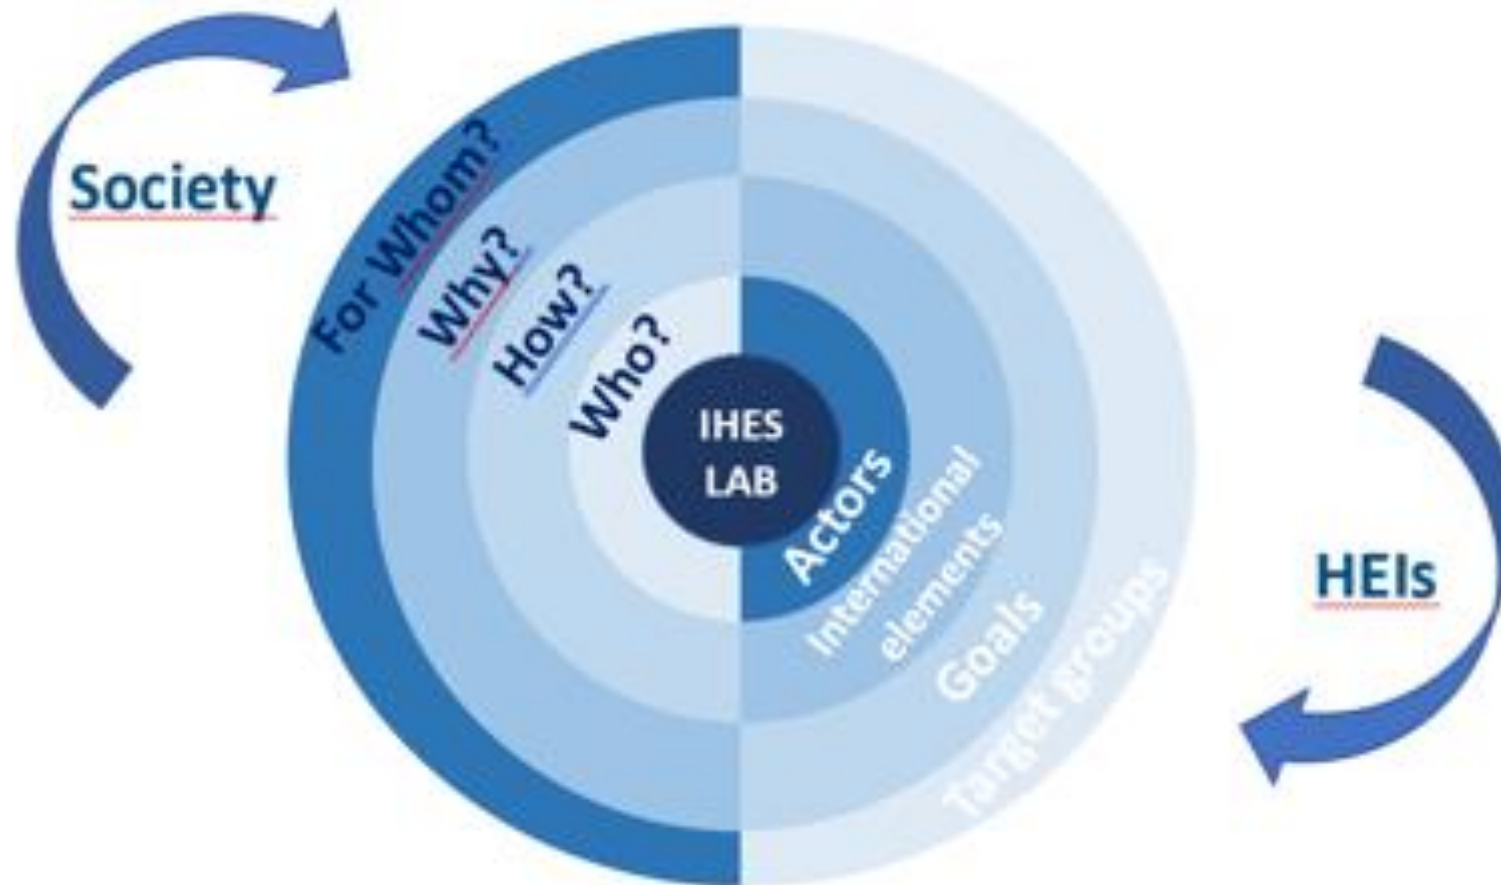 Society
For Whom?
Why?
How?
Who?
IHES
LAB
Actors
International
elements
Goals
Target groups
HEIs